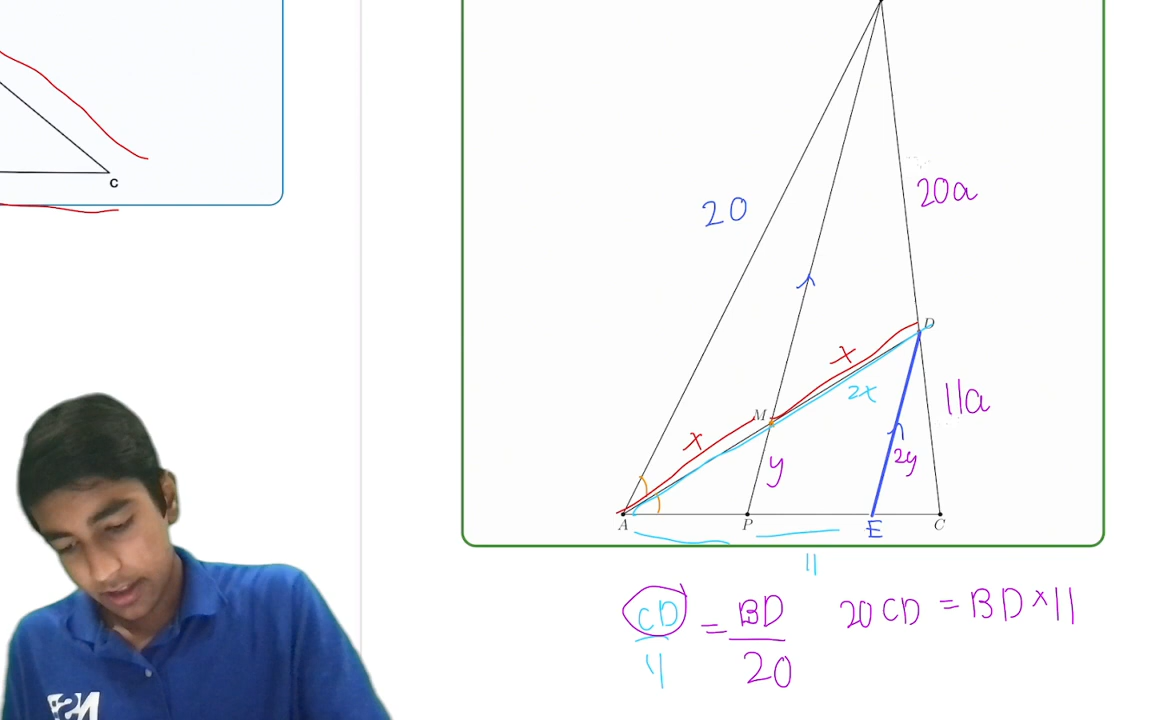 C
20
20a
D
x
2x
11a
M
x
y
2y
A P E C
11
CD/11 = BD/20 20CD = BD×11